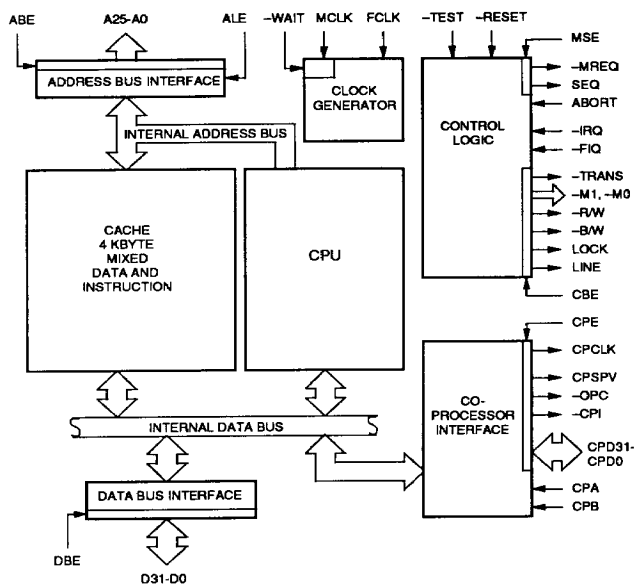 ABE
A25-A0
ALE
ADDRESS BUS INTERFACE
INTERNAL ADDRESS BUS
CACHE
4 KBYTE
MIXED
DATA AND
INSTRUCTION
CPU
INTERNAL DATA BUS
DATA BUS INTERFACE
DBE
D31-D0
-WAIT
MCLK
FCLK
CLOCK
GENERATOR
-TEST
-RESET
CONTROL
LOGIC
MSE
-MREQ
SEQ
ABORT
-IRQ
-FIQ
-TRANS
-M1, -M0
-R/W
-B/W
LOCK
LINE
CBE
CO-
PROCESSOR
INTERFACE
CPE
CPCLK
CPSPV
-OPC
-CPI
CPD31-
CPD0
CPA
CPB